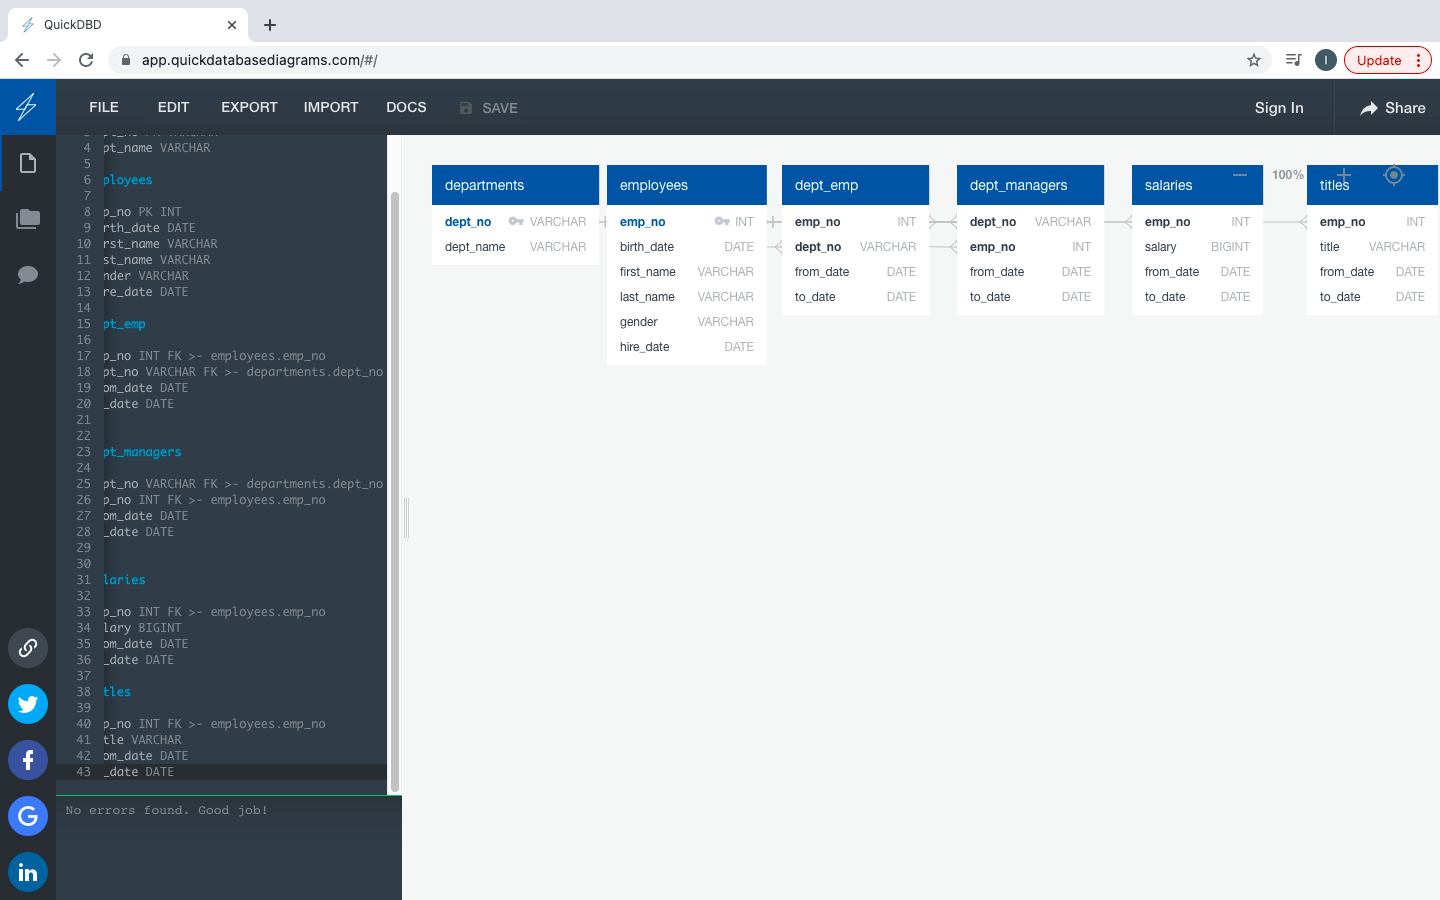 QuickDBD
app.quickdatabasediagrams.com/#/
I
Update
FILE EDIT EXPORT IMPORT DOCS SAVE Sign In Share
4 pt_name VARCHAR
5
6 ployees
7
8 p_no PK INT
9 rth_date DATE
10 rst_name VARCHAR
11 st_name VARCHAR
12 nder VARCHAR
13 re_date DATE
14
15 pt_emp
16
17 p_no INT FK >- employees.emp_no
18 pt_no VARCHAR FK >- departments.dept_no
19 om_date DATE
20 _date DATE
21
22
23 pt_managers
24
25 pt_no VARCHAR FK >- departments.dept_no
26 p_no INT FK >- employees.emp_no
27 om_date DATE
28 _date DATE
29
30
31 laries
32
33 p_no INT FK >- employees.emp_no
34 lary BIGINT
35 om_date DATE
36 _date DATE
37
38 tles
39
40 p_no INT FK >- employees.emp_no
41 tle VARCHAR
42 om_date DATE
43 _date DATE
No errors found. Good job!
departments
dept_no VARCHAR
dept_name VARCHAR
employees
emp_no INT
birth_date DATE
first_name VARCHAR
last_name VARCHAR
gender VARCHAR
hire_date DATE
dept_emp
emp_no INT
dept_no VARCHAR
from_date DATE
to_date DATE
dept_managers
dept_no VARCHAR
emp_no INT
from_date DATE
to_date DATE
salaries
emp_no INT
salary BIGINT
from_date DATE
to_date DATE
100%
titles
emp_no INT
title VARCHAR
from_date DATE
to_date DATE